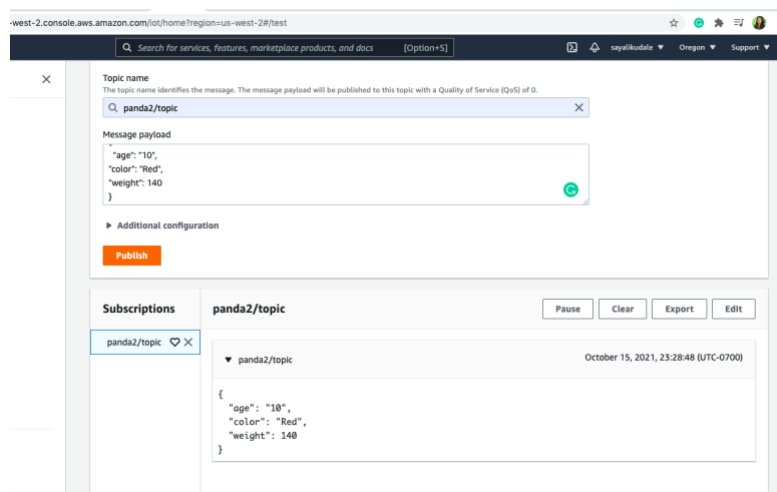 -west-2.console.aws.amazon.com/iot/home?region=us-west-2#/test
Search for services, features, marketplace products, and docs [Option+S]
sayalikudale ▼ Oregon ▼ Support ▼
Topic name
The topic name identifies the message. The message payload will be published to this topic with a Quality of Service (QoS) of 0.
panda2/topic
Message payload
"age": "10",
"color": "Red",
"weight": 140
}
▶ Additional configuration
Publish
Subscriptions
panda2/topic
Pause Clear Export Edit
panda2/topic
▼ panda2/topic
October 15, 2021, 23:28:48 (UTC-0700)
{
"age": "10",
"color": "Red",
"weight": 140
}